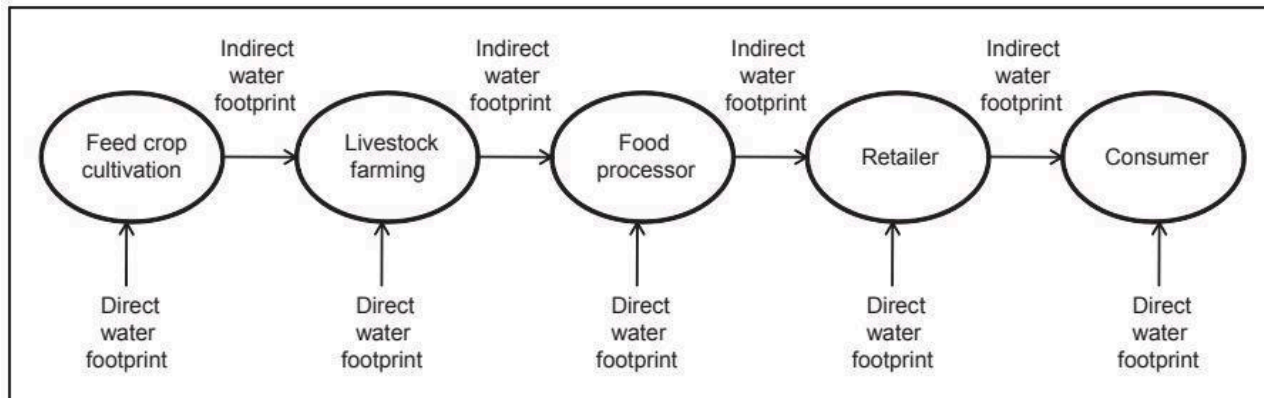 Indirect
water
footprint
Indirect
water
footprint
Indirect
water
footprint
Indirect
water
footprint
Feed crop
cultivation
Livestock
farming
Food
processor
Retailer
Consumer
Direct
water
footprint
Direct
water
footprint
Direct
water
footprint
Direct
water
footprint
Direct
water
footprint